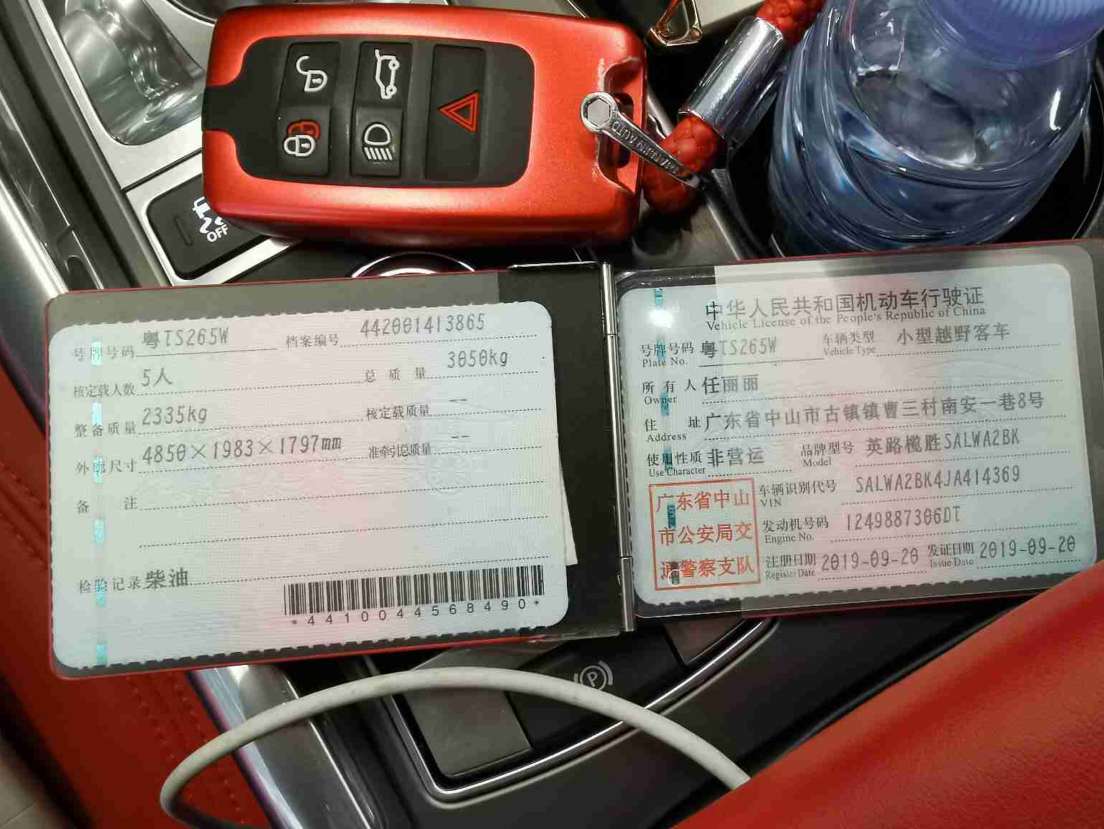 OFF
号牌号码 粤TS265W 档案编号 442001413865
核定载人数 5人 总质量 3050kg
整备质量 2335kg 核定载质量 --
外廓尺寸 4850×1983×1797mm 准牵引总质量 --
备注
检验记录 柴油
*4410044568490*
中华人民共和国机动车行驶证
Vehicle License of the People's Republic of China
号牌号码 粤TS265W 车辆类型 小型越野客车
Plate No. Vehicle Type
所有人 任丽丽
Owner
住址 广东省中山市古镇镇曹三村南安一巷8号
Address
使用性质 非营运 品牌型号 英路榄胜SALWA2BK
Use Character Model
广东省中山
市公安局交
通警察支队
车辆识别代号 SALWA2BK4JA414369
VIN
发动机号码 1249887306DT
Engine No.
注册日期 2019-09-20 发证日期 2019-09-20
Register Date Issue Date
P